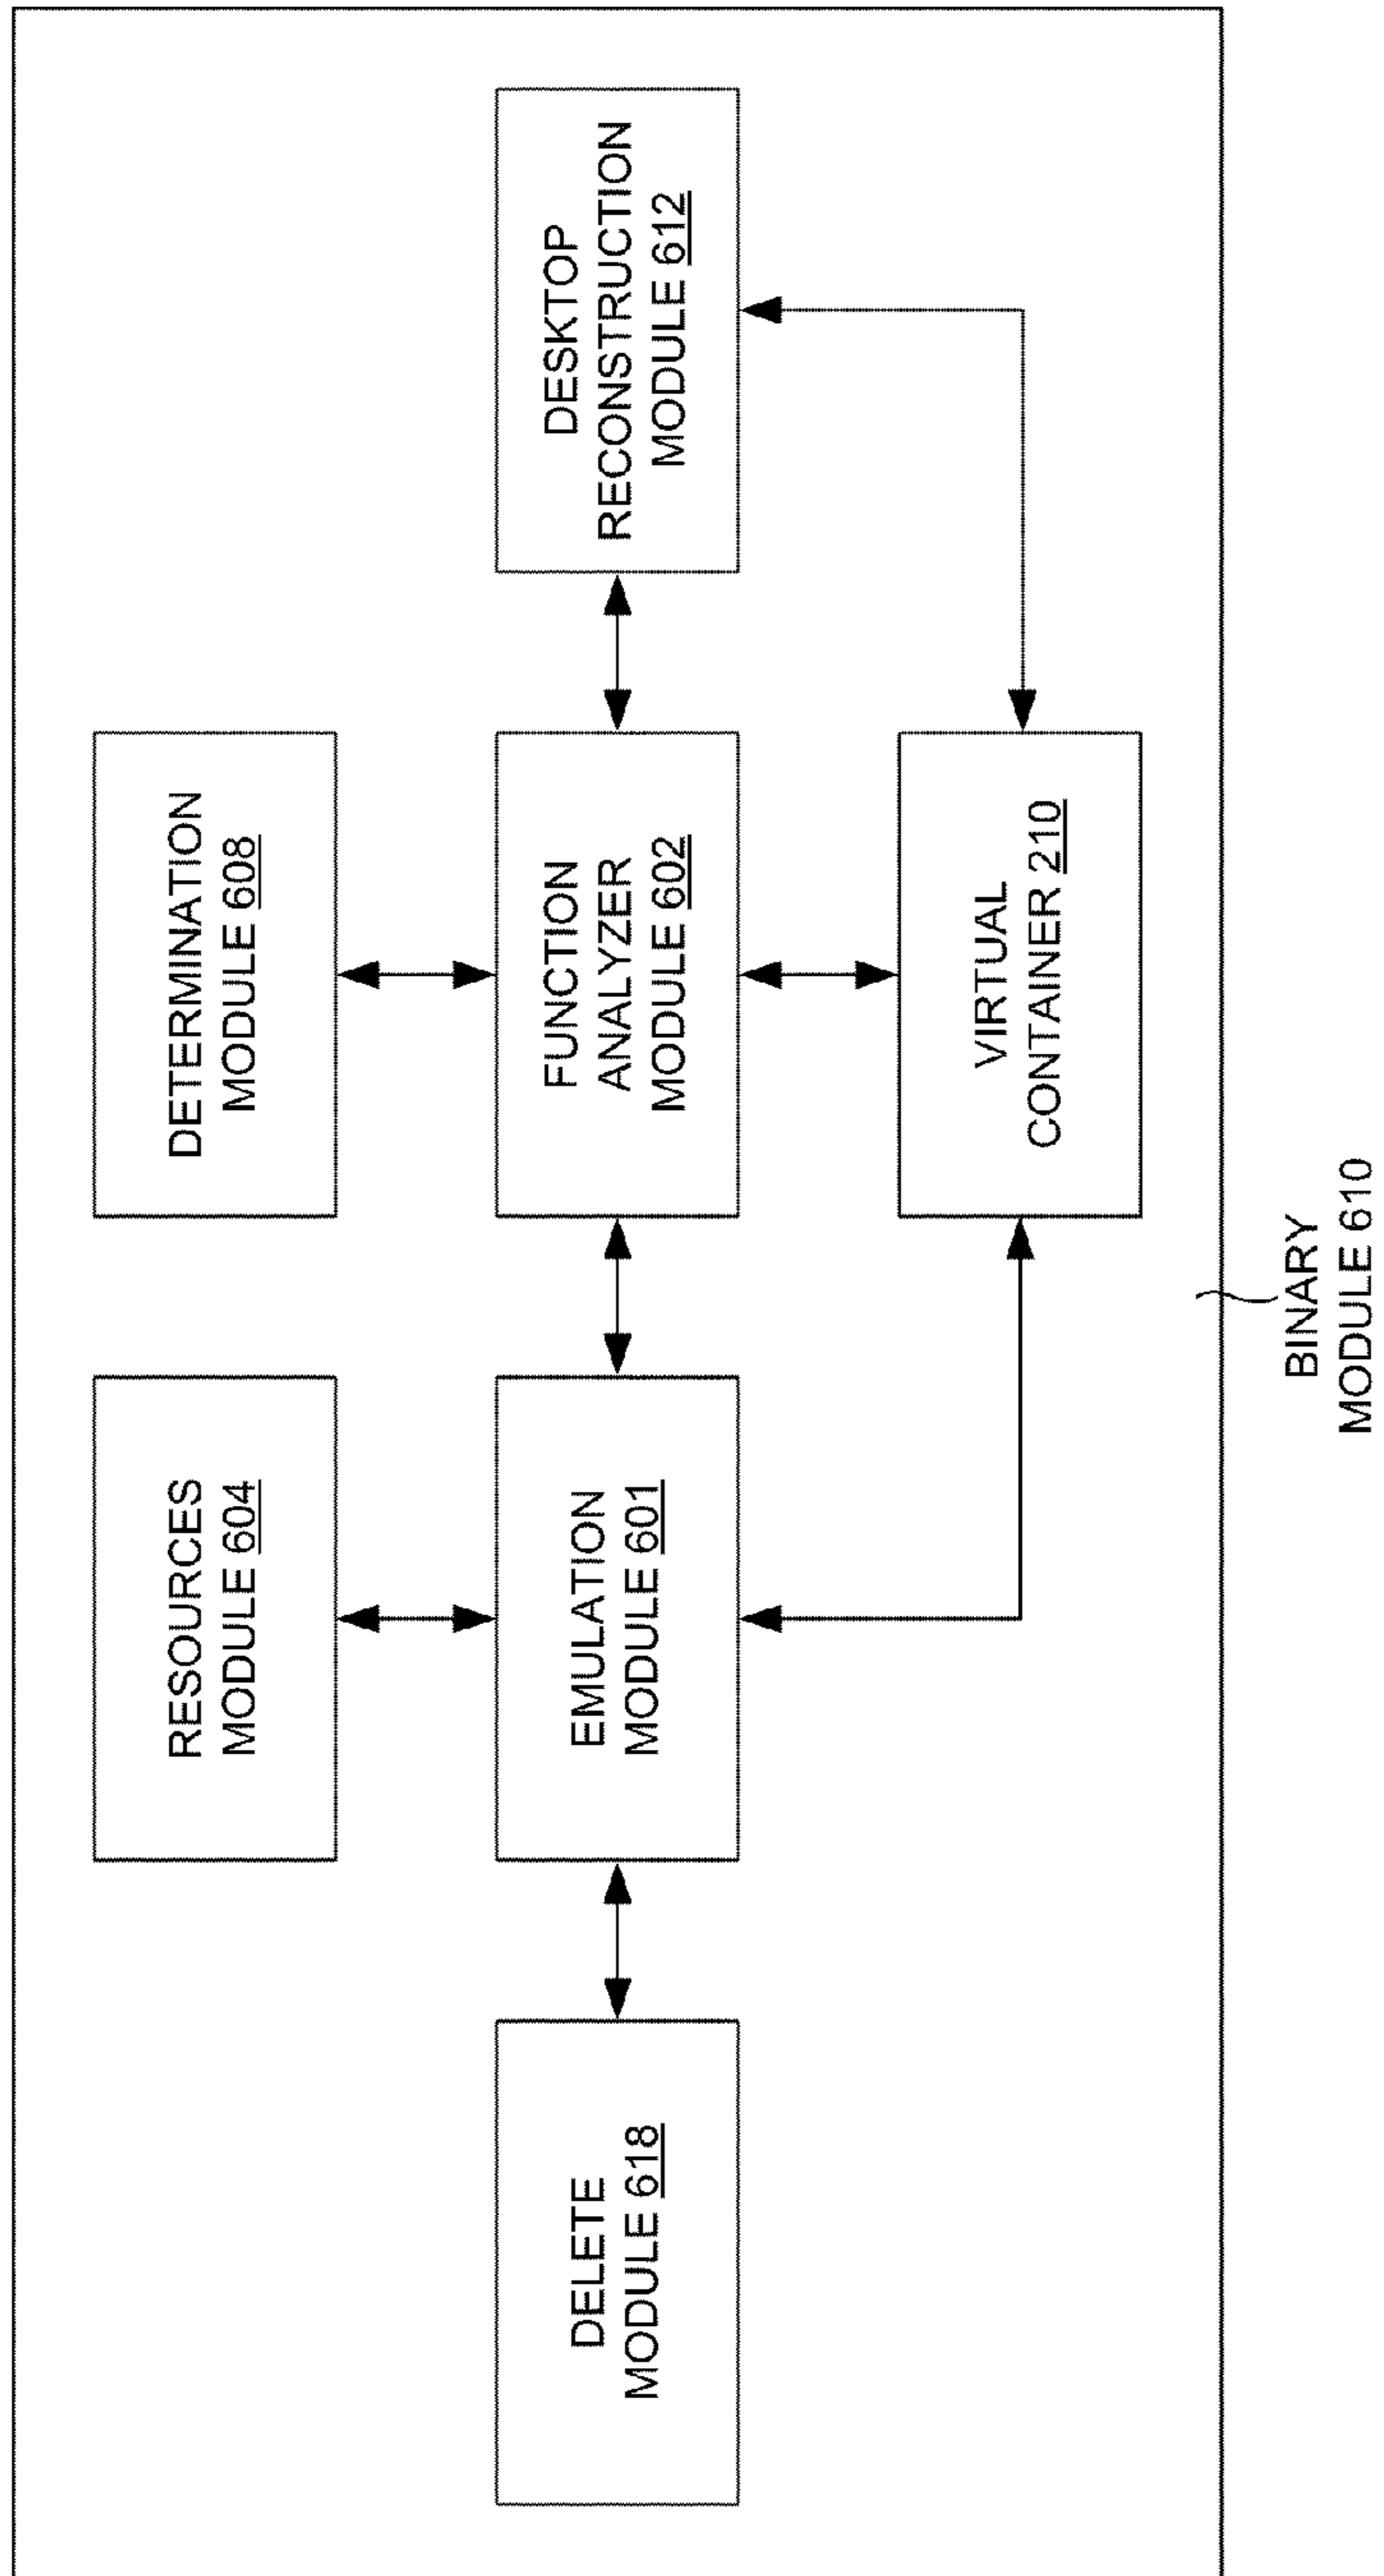 RESOURCES
MODULE 604
DETERMINATION
MODULE 608
DELETE
MODULE 618
EMULATION
MODULE 601
FUNCTION
ANALYZER
MODULE 602
DESKTOP
RECONSTRUCTION
MODULE 612
VIRTUAL
CONTAINER 210
BINARY
MODULE 610